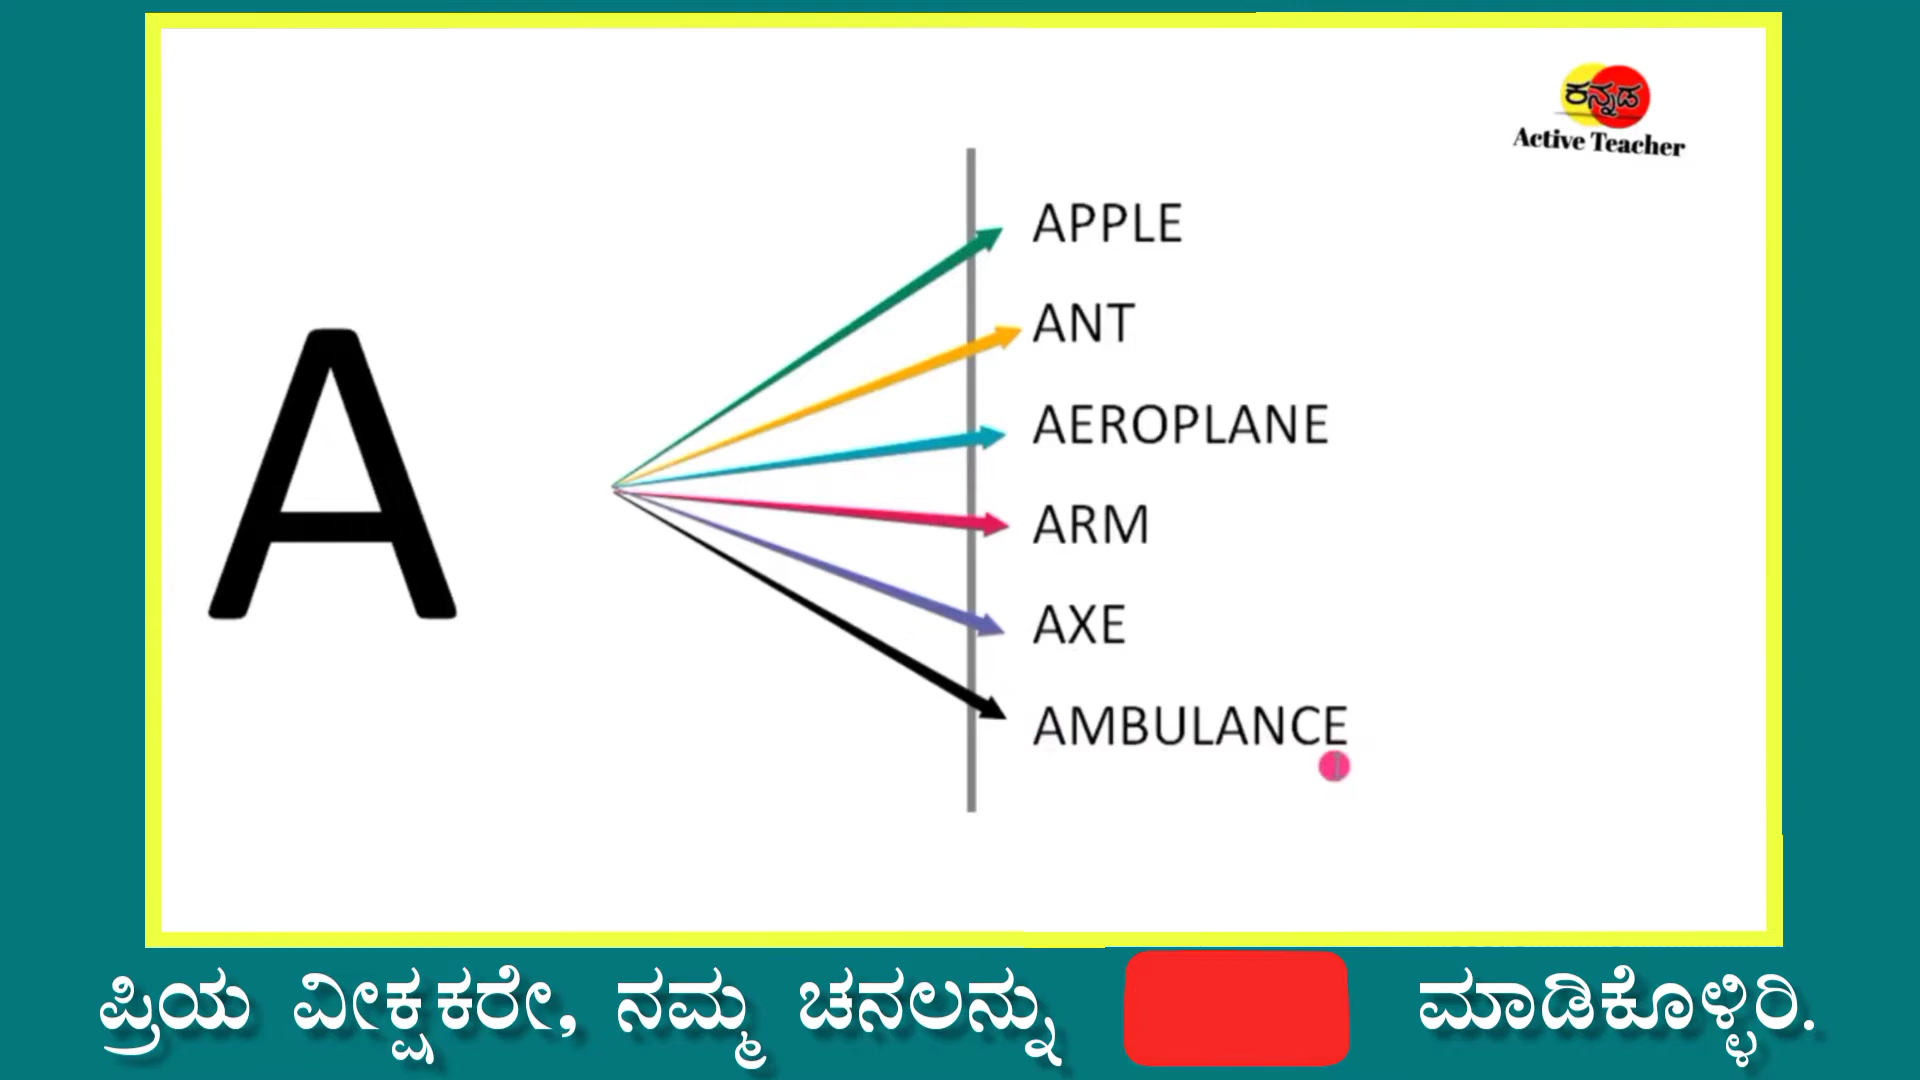 ಕನ್ನಡ
Active Teacher
A
APPLE
ANT
AEROPLANE
ARM
AXE
AMBULANCE
ಪ್ರಿಯ ವೀಕ್ಷಕರೇ, ನಮ್ಮ ಚನಲನ್ನು ಮಾಡಿಕೊಳ್ಳಿರಿ.